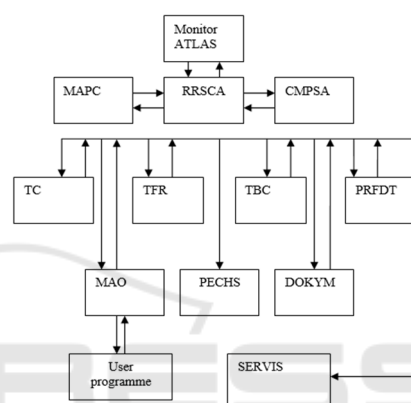 Monitor
ATLAS
MAPC
RRSCA
CMPSA
TC
TFR
TBC
PRFDT
MAO
PECHS
DOKYM
User
programme
SERVIS